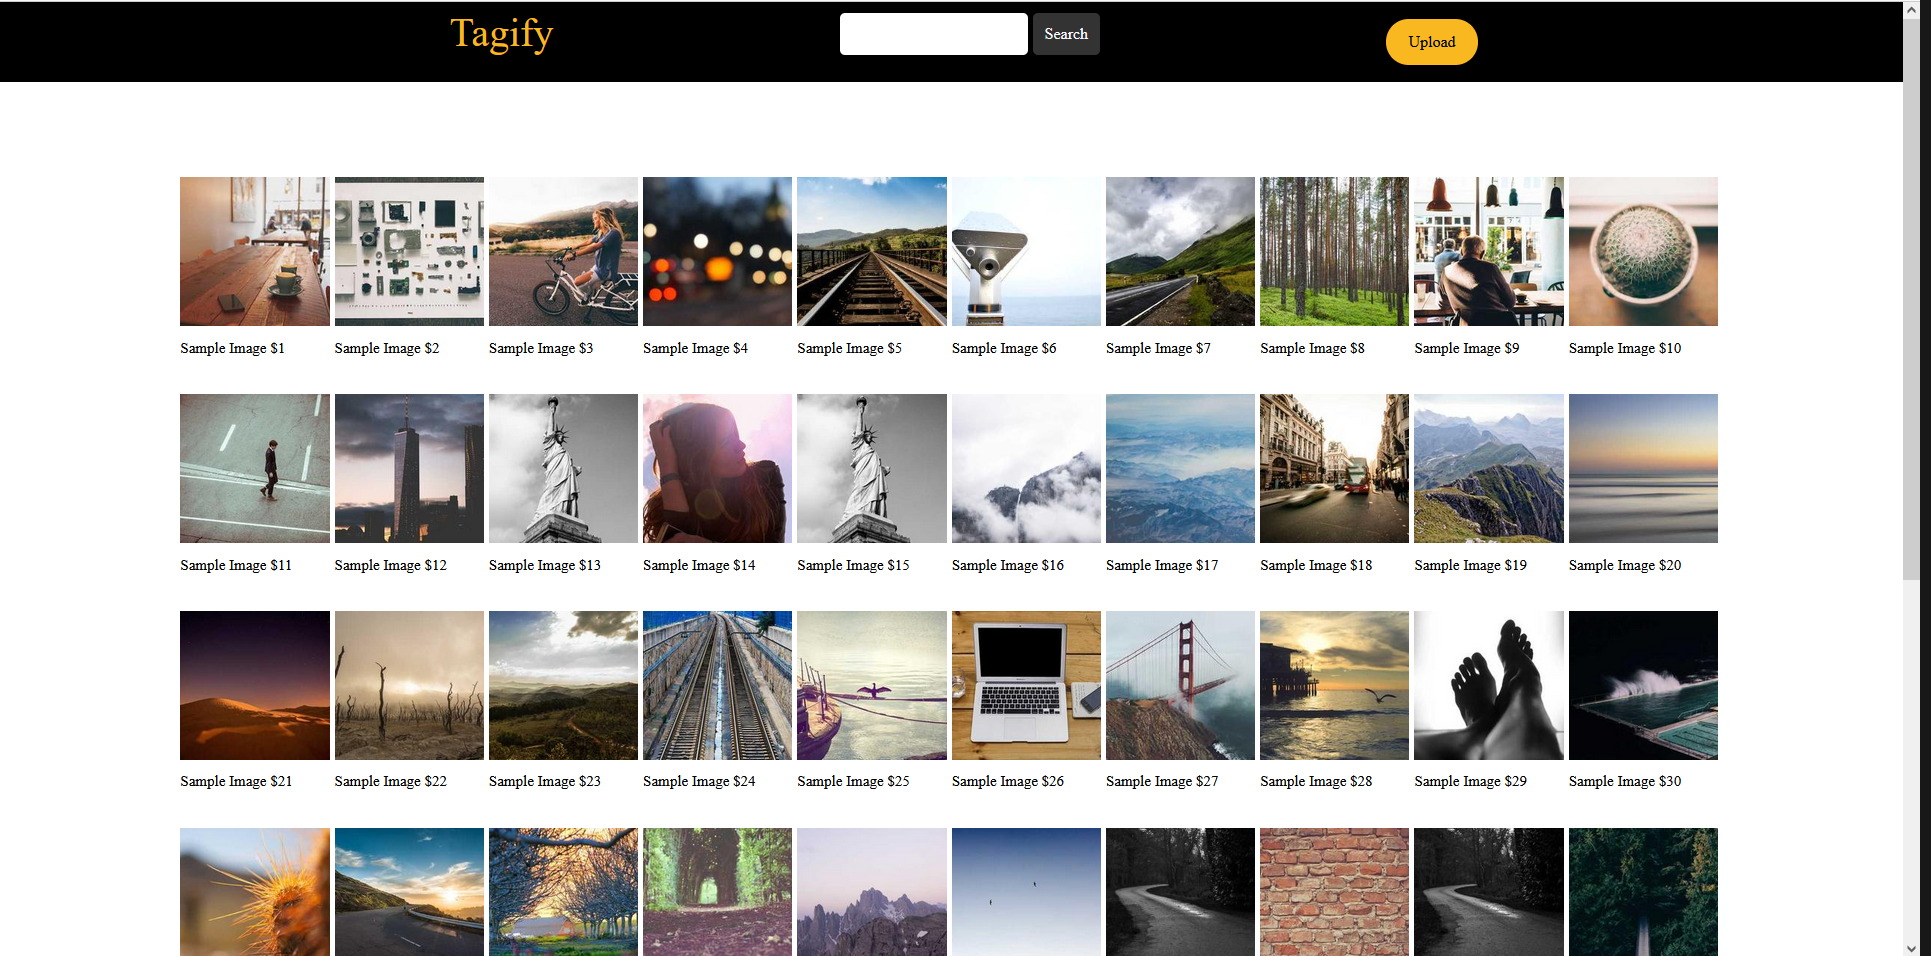 Tagify
Search
Upload
Sample Image $1
Sample Image $2
Sample Image $3
Sample Image $4
Sample Image $5
Sample Image $6
Sample Image $7
Sample Image $8
Sample Image $9
Sample Image $10
Sample Image $11
Sample Image $12
Sample Image $13
Sample Image $14
Sample Image $15
Sample Image $16
Sample Image $17
Sample Image $18
Sample Image $19
Sample Image $20
Sample Image $21
Sample Image $22
Sample Image $23
Sample Image $24
Sample Image $25
Sample Image $26
Sample Image $27
Sample Image $28
Sample Image $29
Sample Image $30